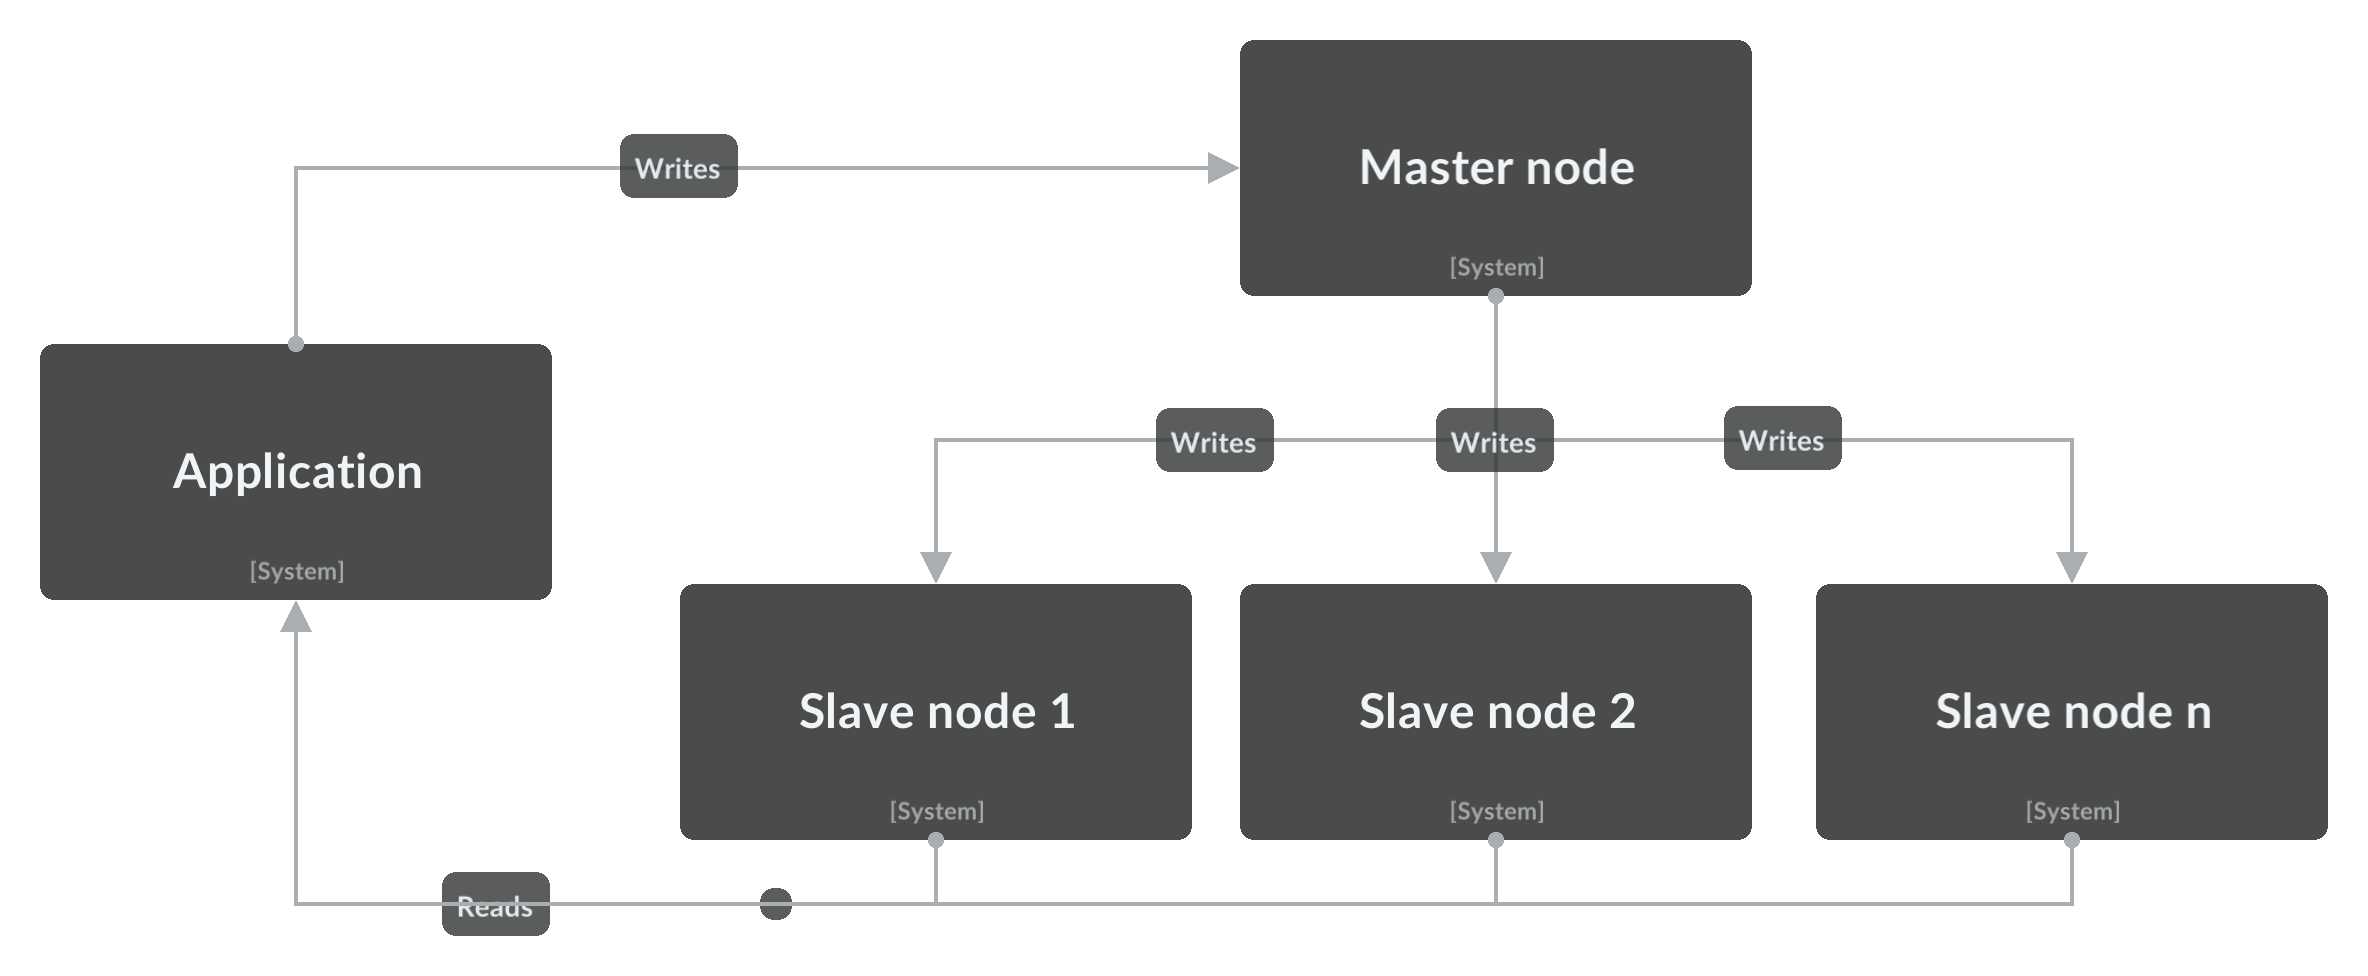 Master node
[System]
Writes
Application
[System]
Writes
Writes
Writes
Slave node 1
[System]
Slave node 2
[System]
Slave node n
[System]
Reads